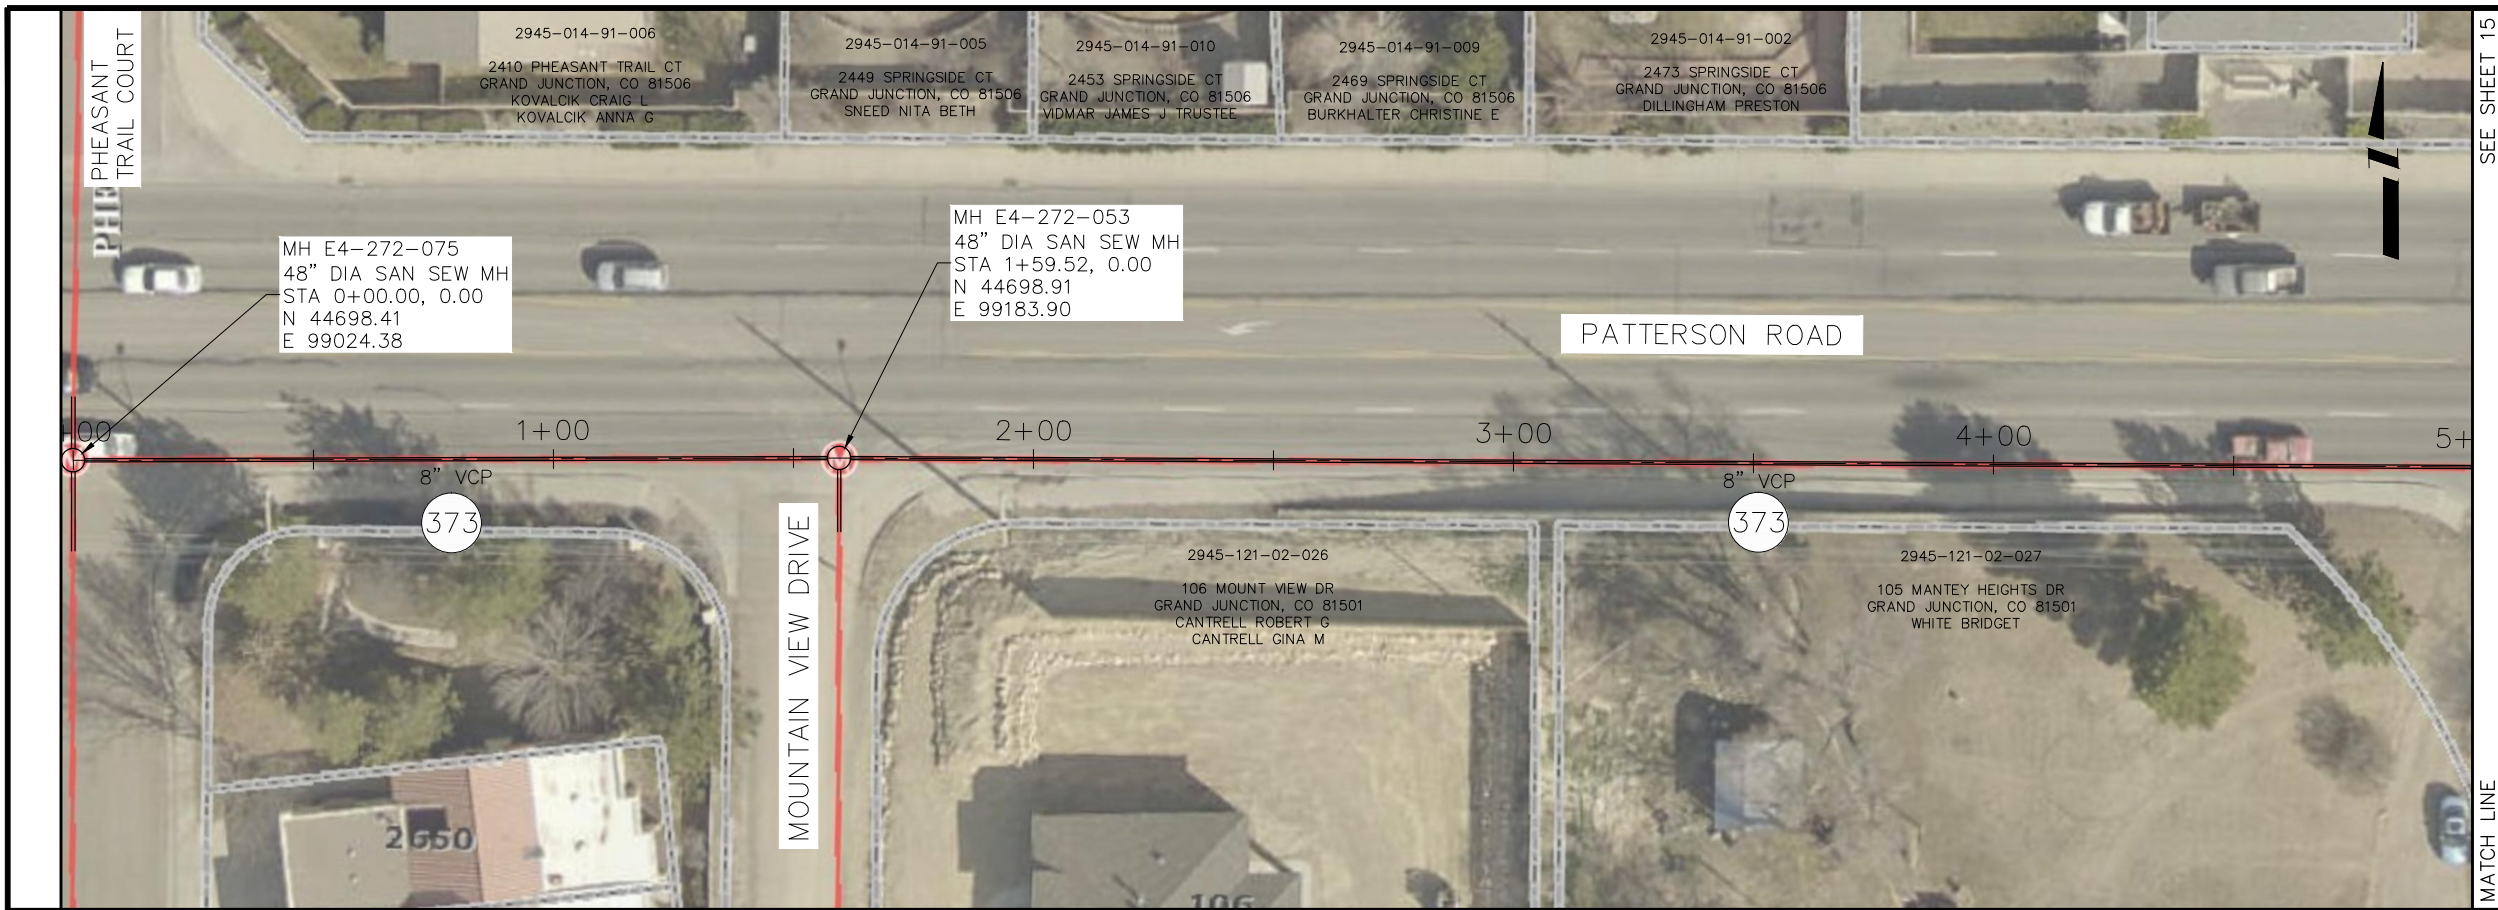 PHEASANT
TRAIL COURT
PHE
2945-014-91-006
2410 PHEASANT TRAIL CT
GRAND JUNCTION, CO 81506
KOVALCIK CRAIG L
KOVALCIK ANNA G
2945-014-91-005
2449 SPRINGSIDE CT
GRAND JUNCTION, CO 81506
SNEED NITA BETH
2945-014-91-010
2453 SPRINGSIDE CT
GRAND JUNCTION, CO 81506
VIDMAR JAMES J TRUSTEE
2945-014-91-009
2469 SPRINGSIDE CT
GRAND JUNCTION, CO 81506
BURKHALTER CHRISTINE E
2945-014-91-002
2473 SPRINGSIDE CT
GRAND JUNCTION, CO 81506
DILLINGHAM PRESTON
SEE SHEET 15
MH E4-272-075
48" DIA SAN SEW MH
STA 0+00.00, 0.00
N 44698.41
E 99024.38
MH E4-272-053
48" DIA SAN SEW MH
STA 1+59.52, 0.00
N 44698.91
E 99183.90
PATTERSON ROAD
+00
1+00
2+00
3+00
4+00
5+
8" VCP
373
8" VCP
373
MOUNTAIN VIEW DRIVE
2945-121-02-026
106 MOUNT VIEW DR
GRAND JUNCTION, CO 81501
CANTRELL ROBERT G
CANTRELL GINA M
2945-121-02-027
105 MANTEY HEIGHTS DR
GRAND JUNCTION, CO 81501
WHITE BRIDGET
2650
106
MATCH LINE